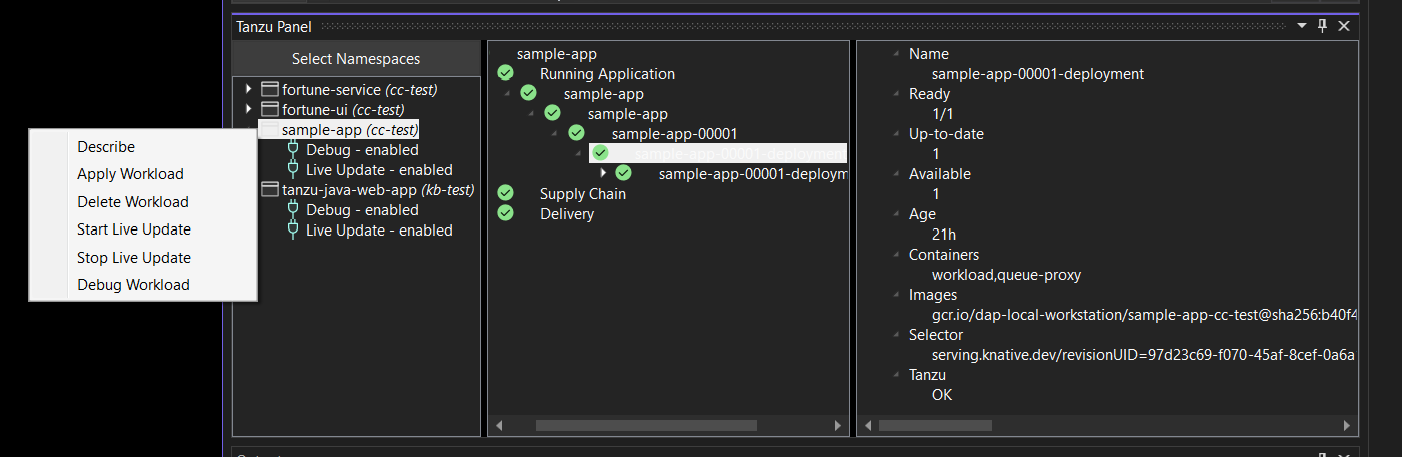 Tanzu Panel
Select Namespaces
fortune-service (cc-test)
fortune-ui (cc-test)
sample-app (cc-test)
Debug - enabled
Live Update - enabled
tanzu-java-web-app (kb-test)
Debug - enabled
Live Update - enabled
Describe
Apply Workload
Delete Workload
Start Live Update
Stop Live Update
Debug Workload
sample-app
Running Application
sample-app
sample-app
sample-app-00001
sample-app-00001-deployment
sample-app-00001-deploym
Supply Chain
Delivery
Name
sample-app-00001-deployment
Ready
1/1
Up-to-date
1
Available
1
Age
21h
Containers
workload,queue-proxy
Images
gcr.io/dap-local-workstation/sample-app-cc-test@sha256:b40f4
Selector
serving.knative.dev/revisionUID=97d23c69-f070-45af-8cef-0a6a
Tanzu
OK